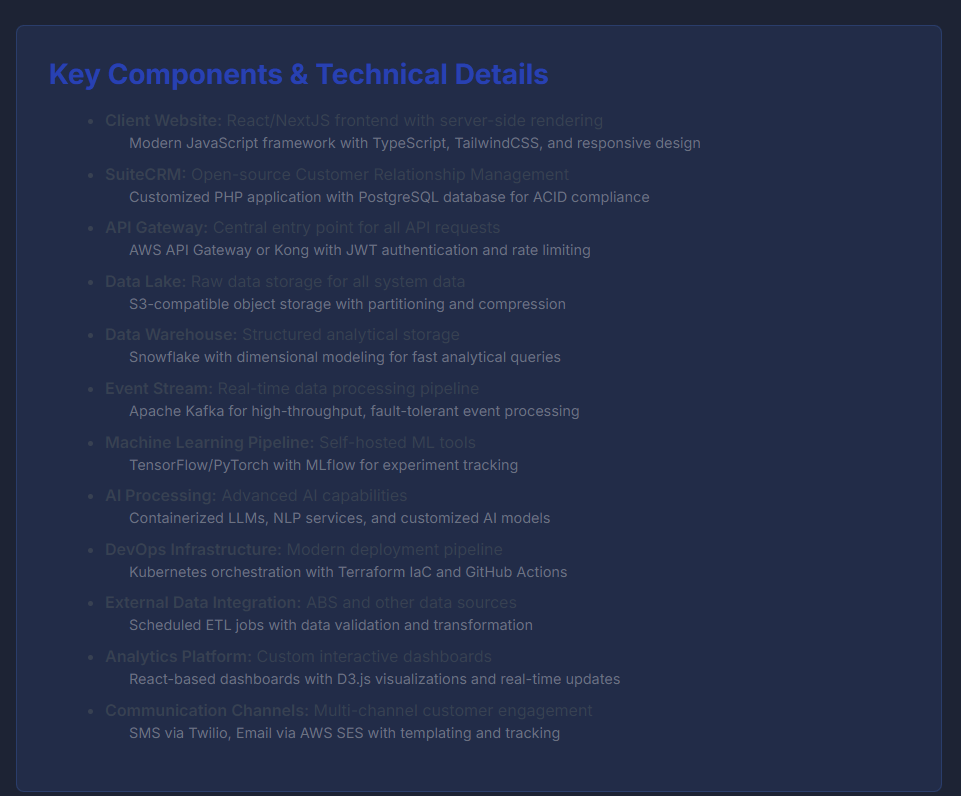 Key Components & Technical Details
• Client Website: React/NextJS frontend with server-side rendering
Modern JavaScript framework with TypeScript, TailwindCSS, and responsive design
• SuiteCRM: Open-source Customer Relationship Management
Customized PHP application with PostgreSQL database for ACID compliance
• API Gateway: Central entry point for all API requests
AWS API Gateway or Kong with JWT authentication and rate limiting
• Data Lake: Raw data storage for all system data
S3-compatible object storage with partitioning and compression
• Data Warehouse: Structured analytical storage
Snowflake with dimensional modeling for fast analytical queries
• Event Stream: Real-time data processing pipeline
Apache Kafka for high-throughput, fault-tolerant event processing
• Machine Learning Pipeline: Self-hosted ML tools
TensorFlow/PyTorch with MLflow for experiment tracking
• AI Processing: Advanced AI capabilities
Containerized LLMs, NLP services, and customized AI models
• DevOps Infrastructure: Modern deployment pipeline
Kubernetes orchestration with Terraform IaC and GitHub Actions
• External Data Integration: ABS and other data sources
Scheduled ETL jobs with data validation and transformation
• Analytics Platform: Custom interactive dashboards
React-based dashboards with D3.js visualizations and real-time updates
• Communication Channels: Multi-channel customer engagement
SMS via Twilio, Email via AWS SES with templating and tracking